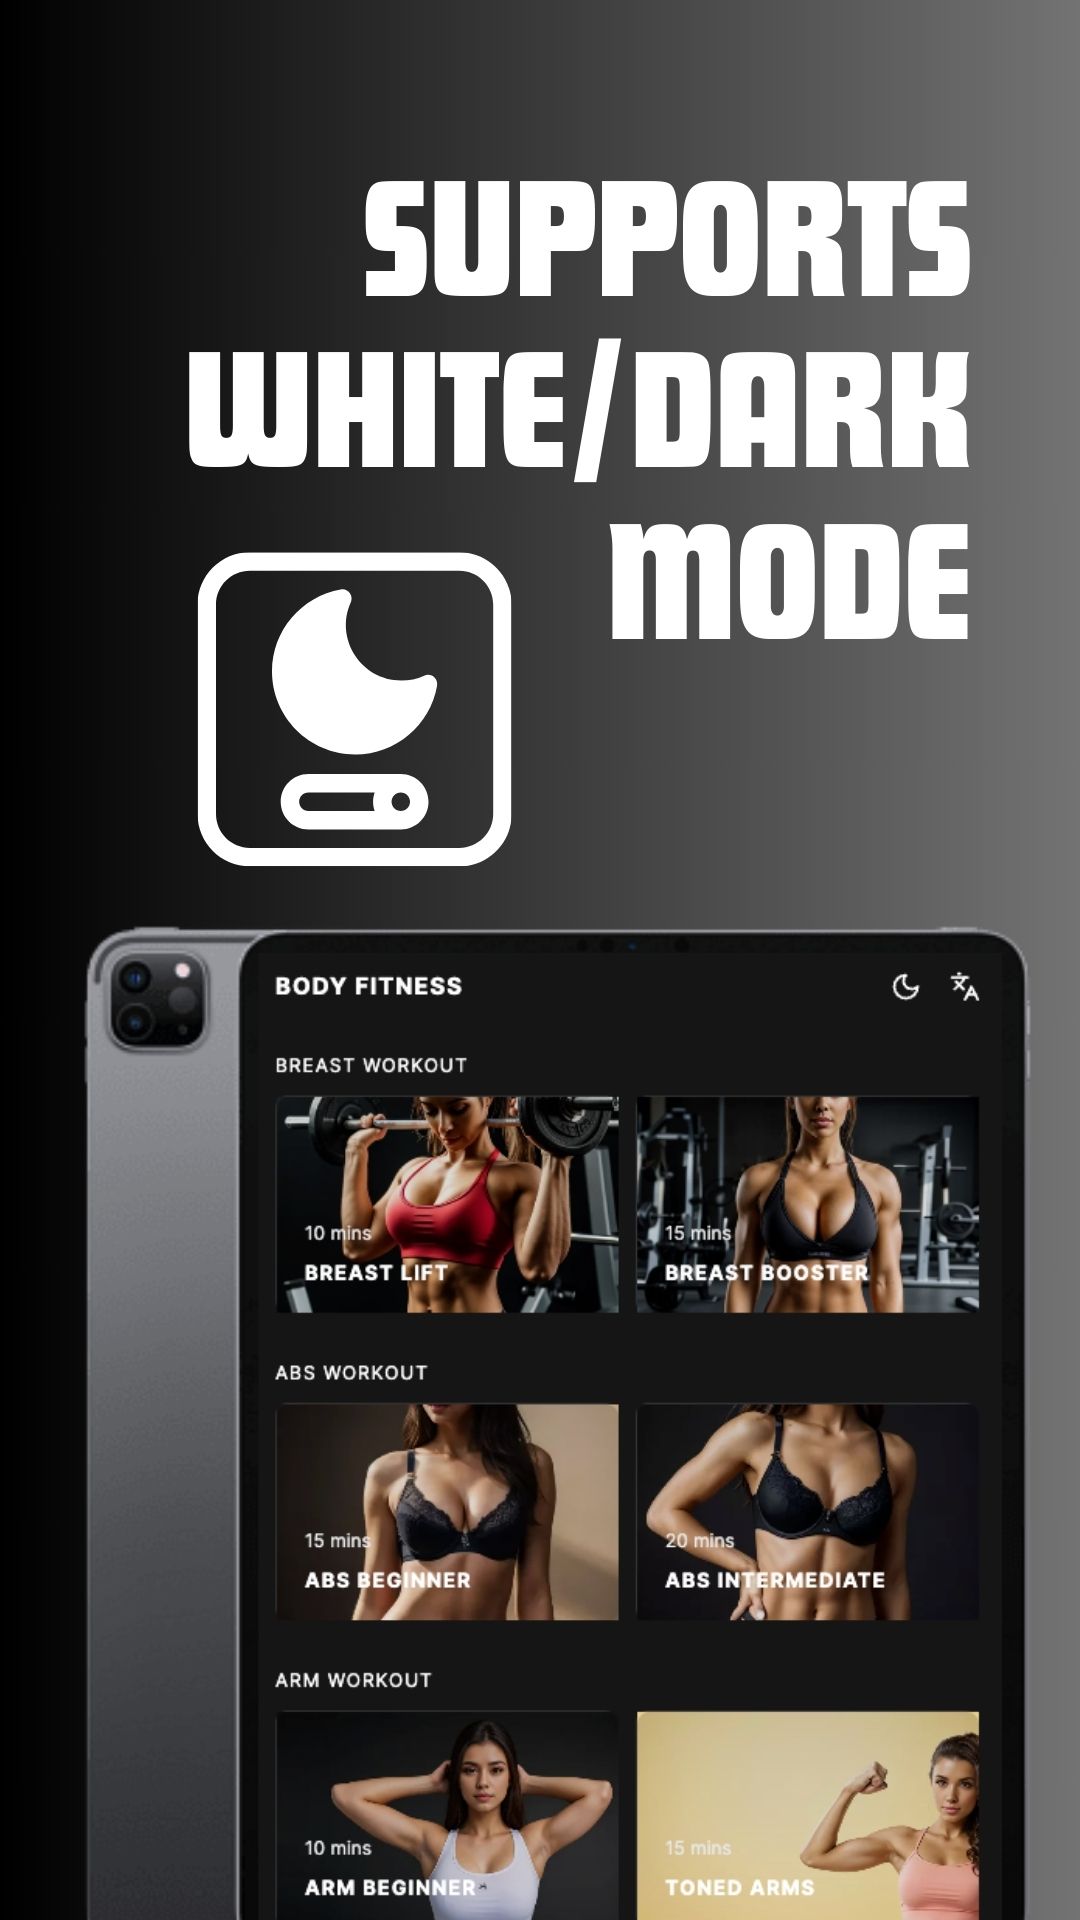 SUPPORTS
WHITE/DARK
MODE
BODY FITNESS
BREAST WORKOUT
10 mins
BREAST LIFT
15 mins
BREAST BOOSTER
ABS WORKOUT
15 mins
ABS BEGINNER
20 mins
ABS INTERMEDIATE
ARM WORKOUT
10 mins
ARM BEGINNER
15 mins
TONED ARMS